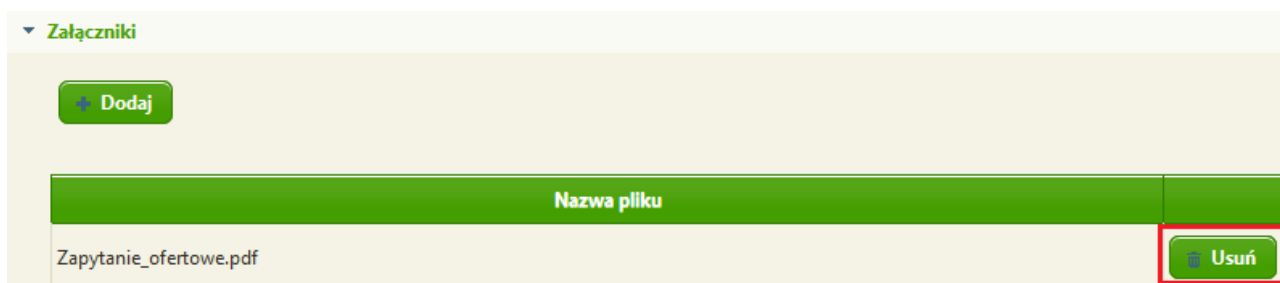 Załączniki
Dodaj
Nazwa pliku
Zapytanie_ofertowe.pdf
Usuń